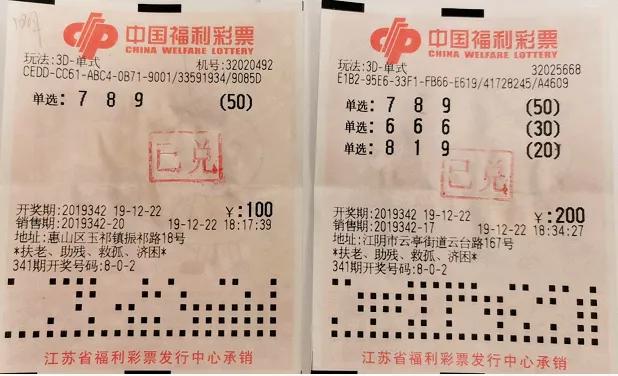 中国福利彩票
CHINA WELFARE LOTTERY
玩法:3D-单式 机号:32020492
CEDD-CC61-ABC4-0B71-9001/33591934/9085D
单选: 7 8 9 (50)
已兑
开奖期:2019342 19-12-22 ￥:100
销售期:2019342-20 19-12-22 18:17:39
地址:惠山区玉祁镇振祁路18号
*扶老、助残、救孤、济困*
341期开奖号码:8-0-2
江苏省福利彩票发行中心承销
中国福利彩票
CHINA WELFARE LOTTERY
玩法:3D-单式 32025668
E1B2-95E6-33F1-FB66-E619/41728245/A4609
单选: 7 8 9 (50)
单选: 6 6 6 (30)
单选: 8 1 9 (20)
已兑
开奖期:2019342 19-12-22 ￥:200
销售期:2019342-17 19-12-22 18:34:27
地址:江阴市云亭街道云台路167号
*扶老、助残、救孤、济困*
341期开奖号码:8-0-2
江苏省福利彩票发行中心承销